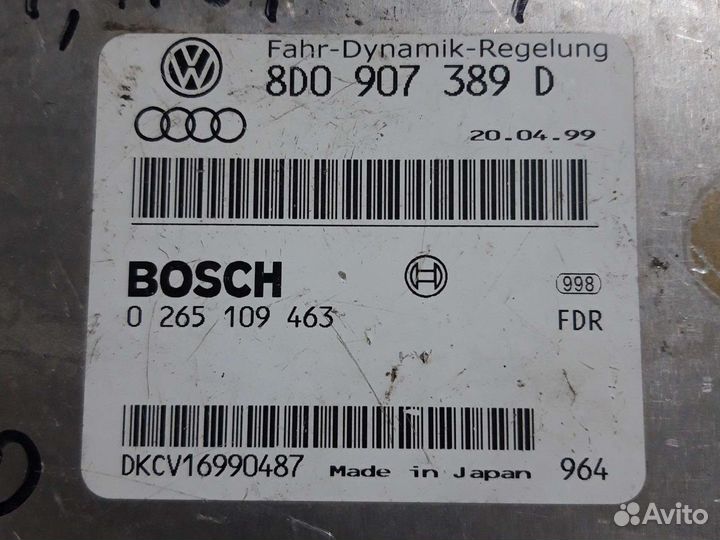 Fahr-Dynamik-Regelung
8D0 907 389 D
20.04.99
BOSCH
0 265 109 463
998
FDR
DKCV16990487 Made in Japan 964
Avito